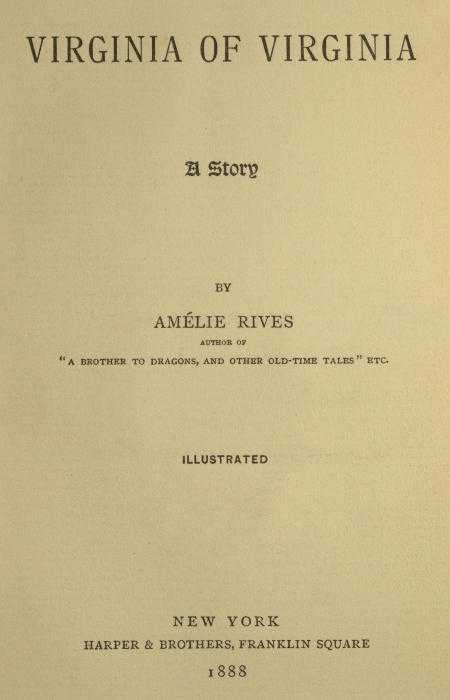 VIRGINIA OF VIRGINIA
A Story
BY
AMÉLIE RIVES
AUTHOR OF
"A BROTHER TO DRAGONS, AND OTHER OLD-TIME TALES" ETC.
ILLUSTRATED
NEW YORK
HARPER & BROTHERS, FRANKLIN SQUARE
1888